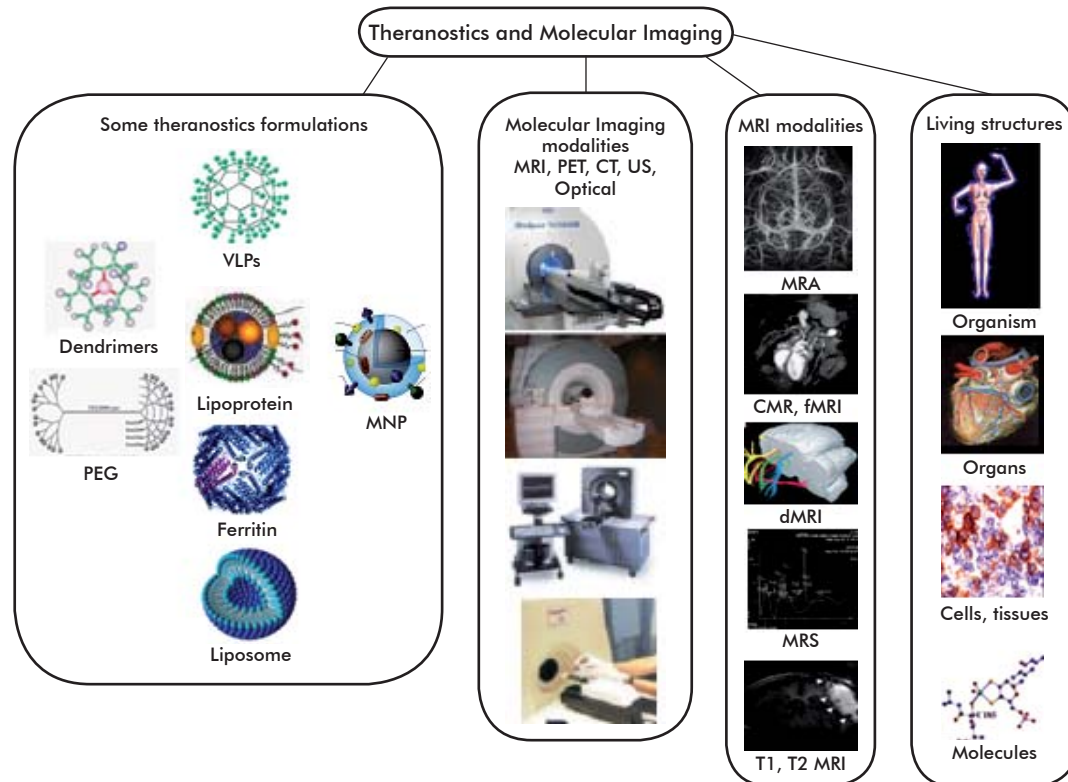 Theranostics and Molecular Imaging
Some theranostics formulations
VLPs
Dendrimers
Lipoprotein
MNP
PEG
Ferritin
Liposome
Molecular Imaging
modalities
MRI, PET, CT, US,
Optical
MRI modalities
MRA
CMR, fMRI
dMRI
MRS
T1, T2 MRI
Living structures
Organism
Organs
Cells, tissues
Molecules